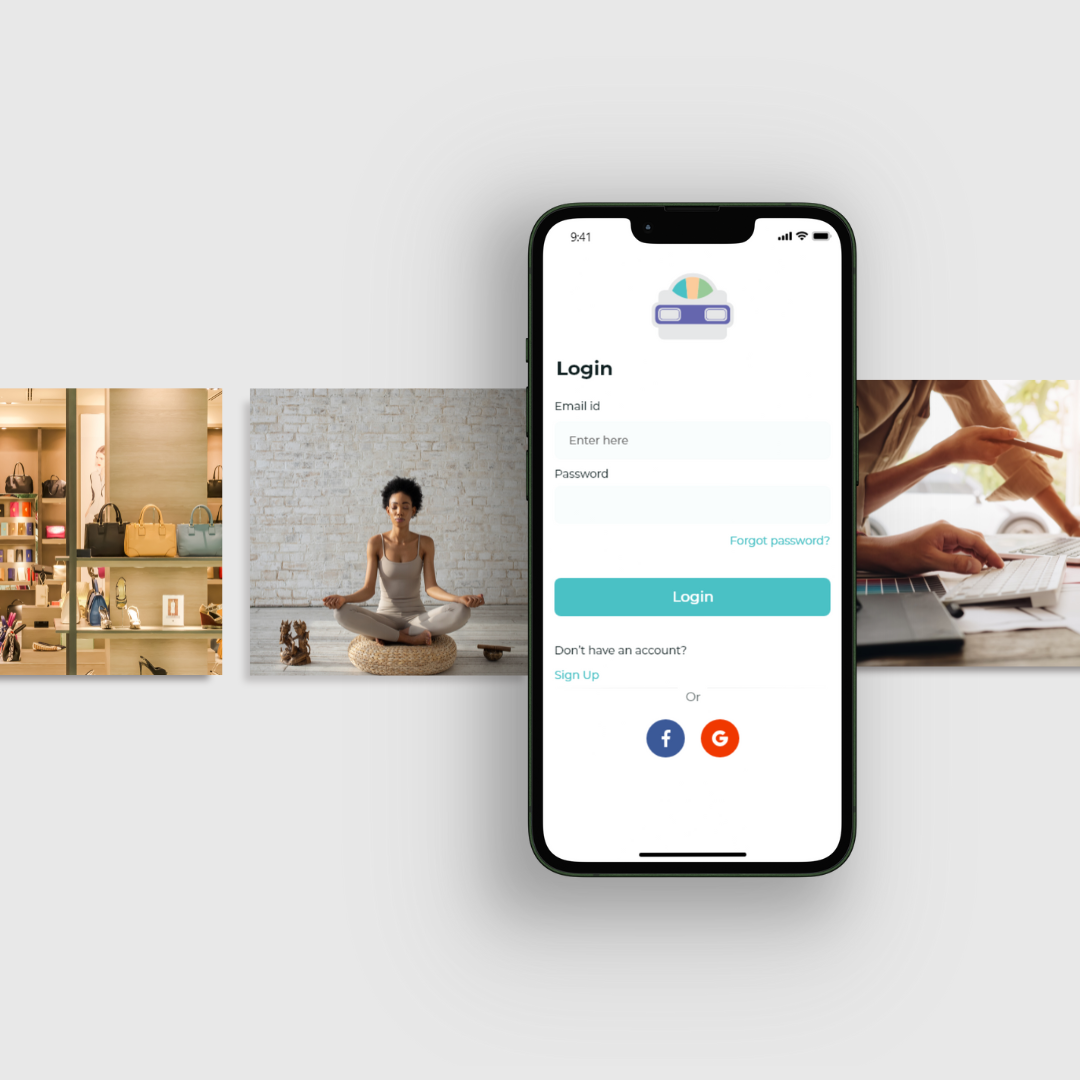 9:41
Login
Email id
Enter here
Password
Forgot password?
Login
Don't have an account?
Sign Up
Or
f G